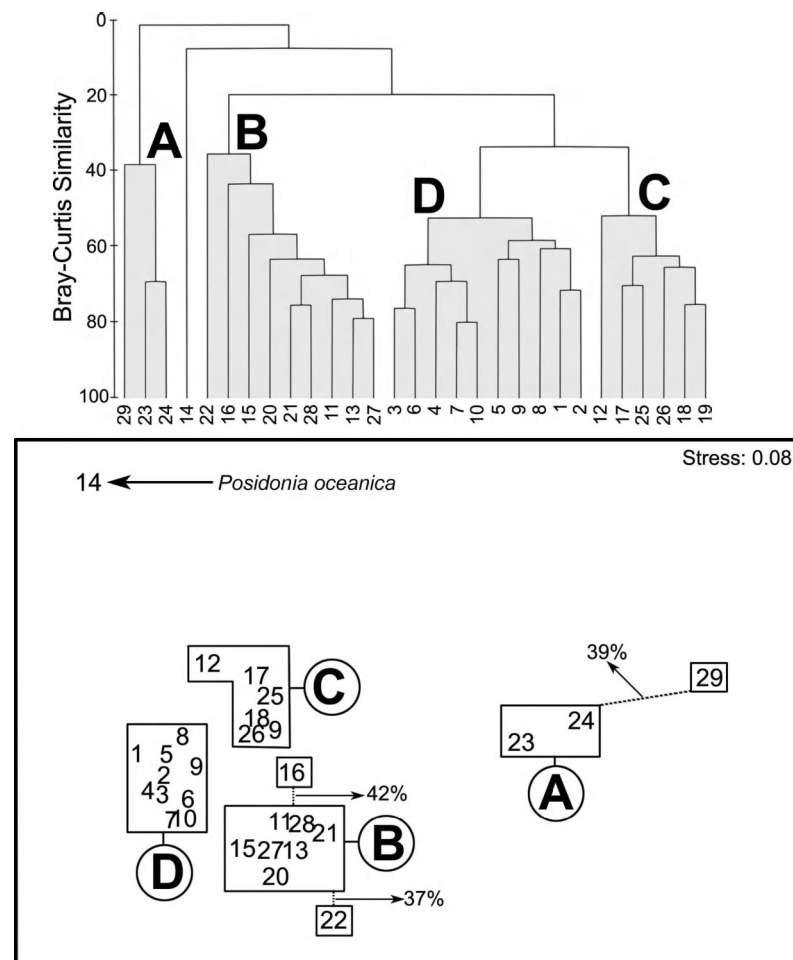 0
20
40
60
80
100
Bray-Curtis Similarity
A
B
D
C
29 23 24 14 22 16 15 20 21 28 11 13 27 3 6 4 7 10 5 9 8 1 2 12 17 25 26 18 19
Stress: 0.08
14 Posidonia oceanica
12
17
25
18
26 9
C
39%
29
24
23
A
8
1 5
2 9
4 3
6
7 10
D
16
42%
11 28 21
15 27 13
20
B
37%
22